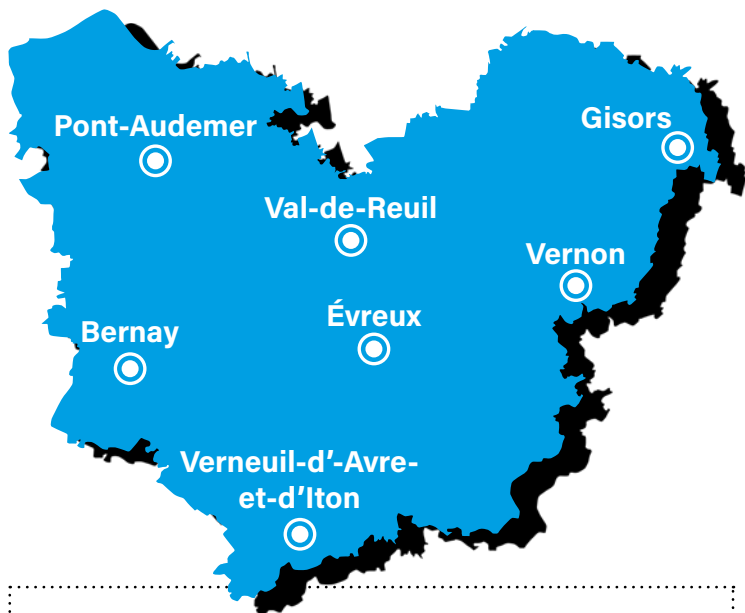 Pont-Audemer
Gisors
Val-de-Reuil
Vernon
Évreux
Bernay
Verneuil-d'-Avre-
et-d'Iton